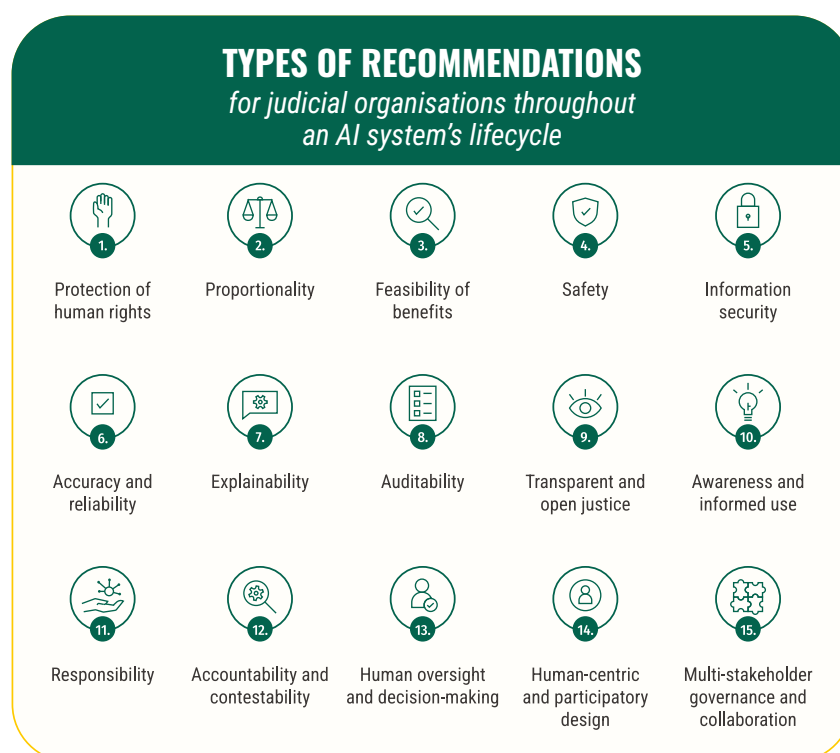 TYPES OF RECOMMENDATIONS
for judicial organisations throughout
an AI system's lifecycle
1.
Protection of
human rights
2.
Proportionality
3.
Feasibility of
benefits
4.
Safety
5.
Information
security
6.
Accuracy and
reliability
7.
Explainability
8.
Auditability
9.
Transparent and
open justice
10.
Awareness and
informed use
11.
Responsibility
12.
Accountability and
contestability
13.
Human oversight
and decision-making
14.
Human-centric
and participatory
design
15.
Multi-stakeholder
governance and
collaboration